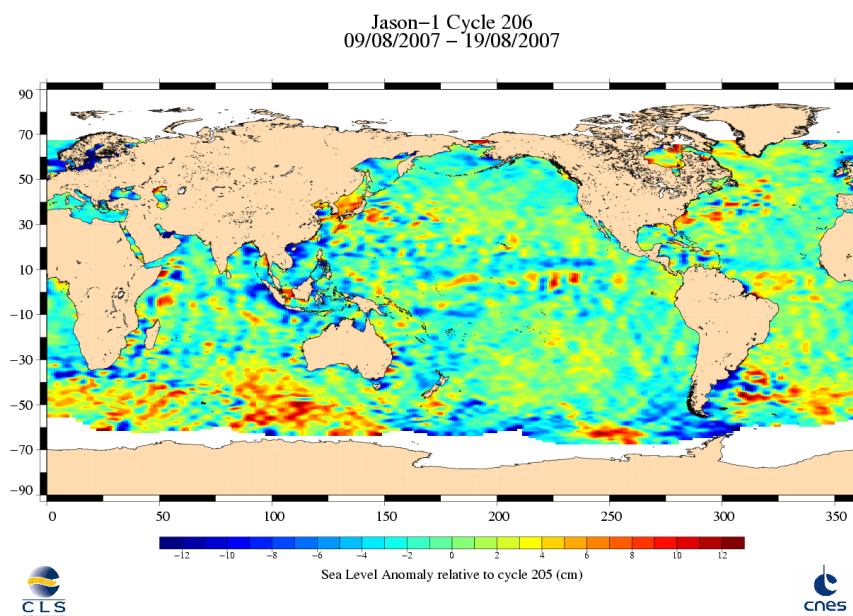 Jason−1 Cycle 206
09/08/2007 − 19/08/2007
90
70
50
30
10
−10
−30
−50
−70
−90
0 50 100 150 200 250 300 350
−12 −10 −8 −6 −4 −2 0 2 4 6 8 10 12
Sea Level Anomaly relative to cycle 205 (cm)
CLS
cnes